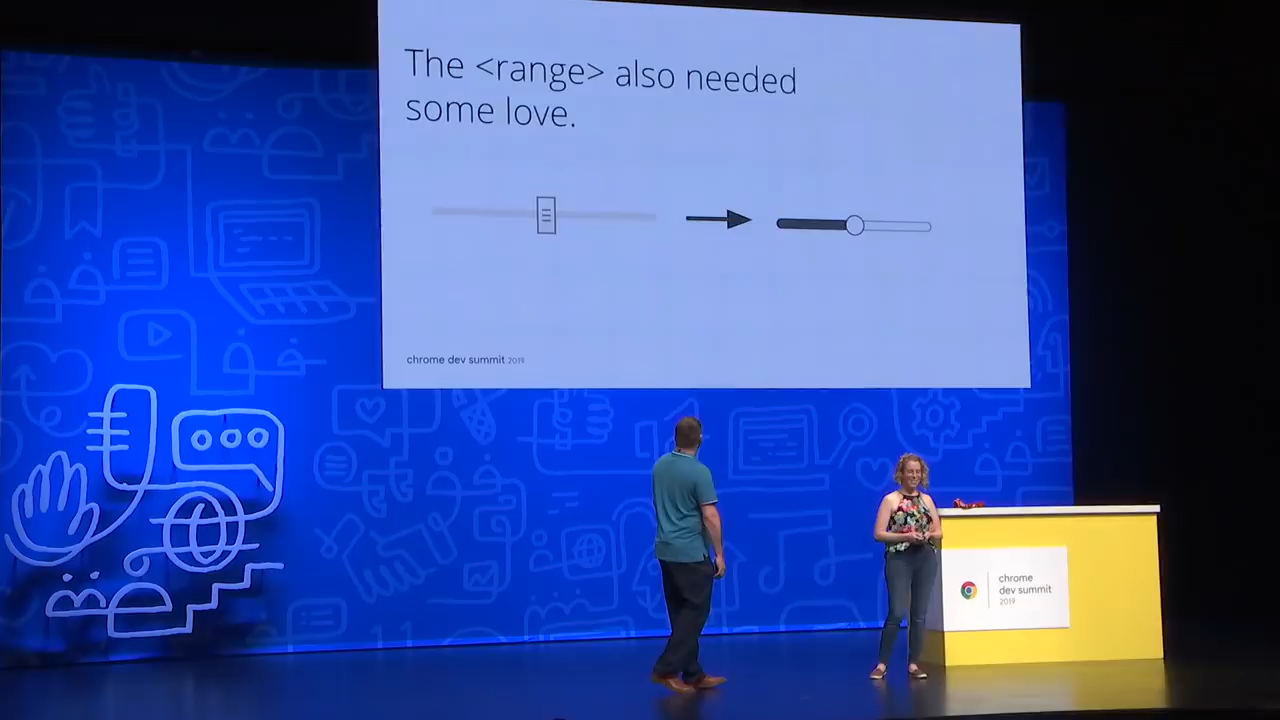 The <range> also needed
some love.
chrome dev summit 2019
chrome
dev summit
2019